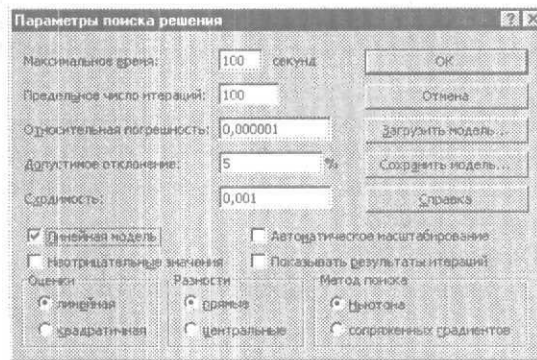 Параметры поиска решения
Максимальное время: 100 секунд OK
Предельное число итераций: 100 Отмена
Относительная погрешность: 0,000001 Загрузить модель...
Допустимое отклонение: 5 % Сохранить модель...
Сходимость: 0,001 Справка
Линейная модель Автоматическое масштабирование
Неотрицательные значения Показывать результаты итераций
Оценки Разности Метод поиска
линейная прямые Ньютона
квадратичная центральные сопряженных градиентов